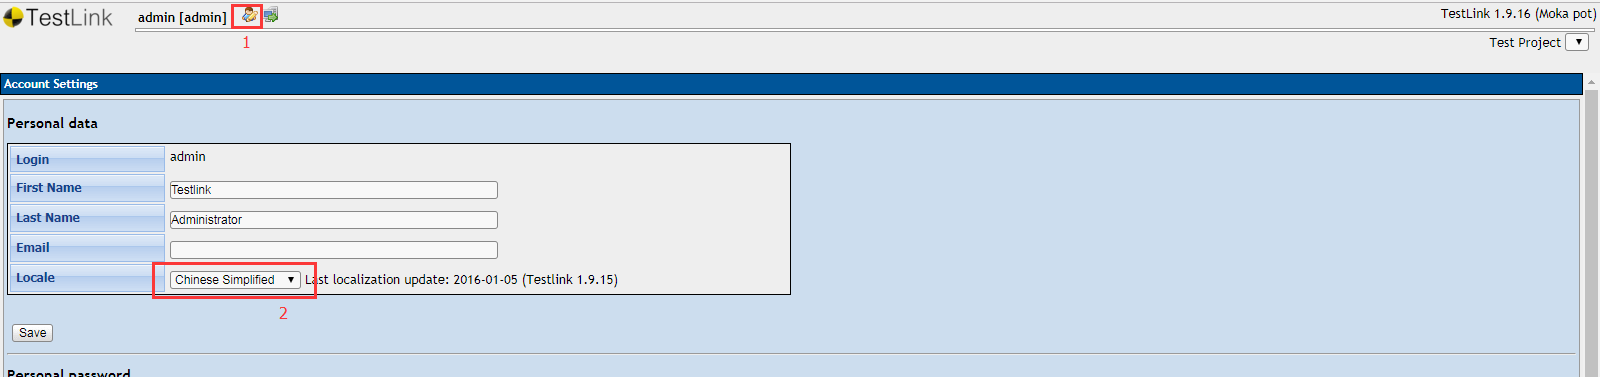 TestLink admin [admin] TestLink 1.9.16 (Moka pot)
1
Test Project
Account Settings
Personal data
Login admin
First Name Testlink
Last Name Administrator
Email
Locale Chinese Simplified Last localization update: 2016-01-05 (Testlink 1.9.15)
2
Save
Personal password